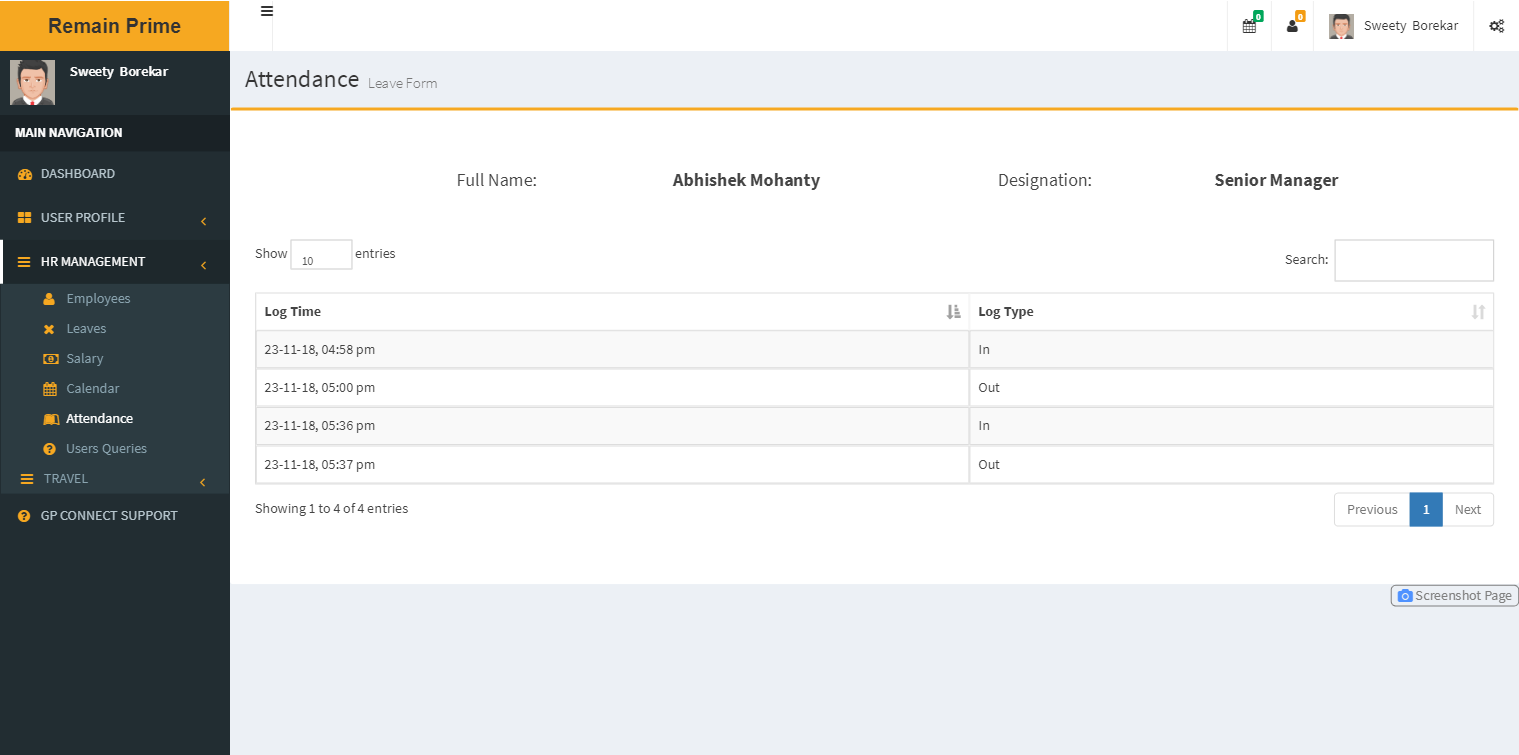 Remain Prime
0
0
Sweety Borekar
Sweety Borekar
MAIN NAVIGATION
DASHBOARD
USER PROFILE
HR MANAGEMENT
Employees
Leaves
Salary
Calendar
Attendance
Users Queries
TRAVEL
GP CONNECT SUPPORT
Attendance Leave Form
Full Name: Abhishek Mohanty Designation: Senior Manager
Show 10 entries
Search:
Log Time Log Type
23-11-18, 04:58 pm In
23-11-18, 05:00 pm Out
23-11-18, 05:36 pm In
23-11-18, 05:37 pm Out
Showing 1 to 4 of 4 entries
Previous 1 Next
Screenshot Page